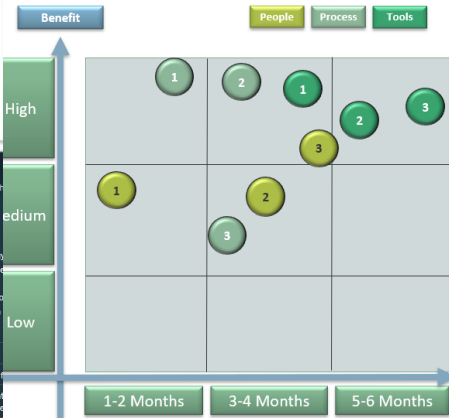 Benefit
People Process Tools
1 2 1
High
2 3
3
1 2
edium
3
Low
1-2 Months 3-4 Months 5-6 Months